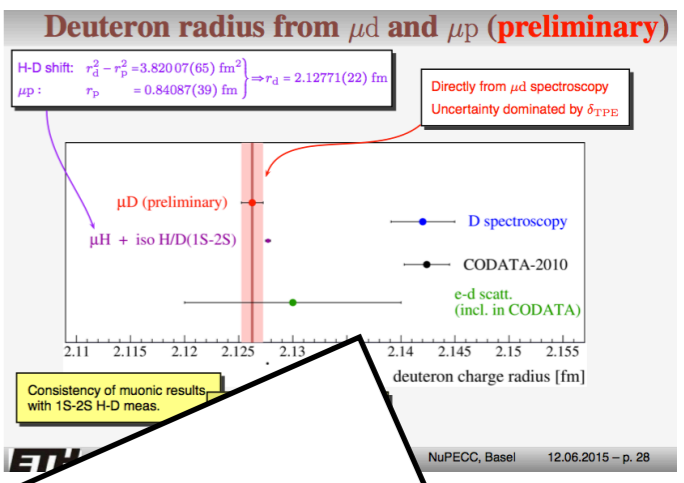 Deuteron radius from μd and μp (preliminary)
H-D shift: r_d^2 − r_p^2 =3.820 07(65) fm^2
μp : r_p = 0.84087(39) fm
⇒ r_d = 2.12771(22) fm
Directly from μd spectroscopy
Uncertainty dominated by δ_TPE
μD (preliminary)
D spectroscopy
μH + iso H/D(1S-2S)
CODATA-2010
e-d scatt.
(incl. in CODATA)
2.11 2.115 2.12 2.125 2.13 2.14 2.145 2.15 2.155
deuteron charge radius [fm]
Consistency of muonic results
with 1S-2S H-D meas.
ETH
NuPECC, Basel 12.06.2015 – p. 28